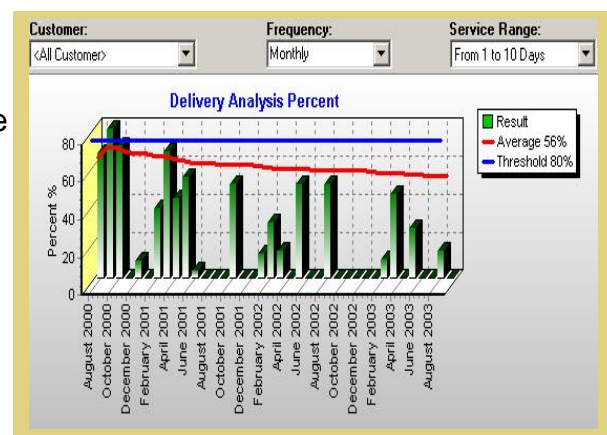 Customer: Frequency: Service Range:
<All Customer> Monthly From 1 to 10 Days
e
Delivery Analysis Percent
Result
Average 56%
Threshold 80%
Percent %
80
60
40
20
0
August 2000
October 2000
December 2000
February 2001
April 2001
June 2001
August 2001
October 2001
December 2001
February 2002
April 2002
June 2002
August 2002
October 2002
December 2002
February 2003
April 2003
June 2003
August 2003